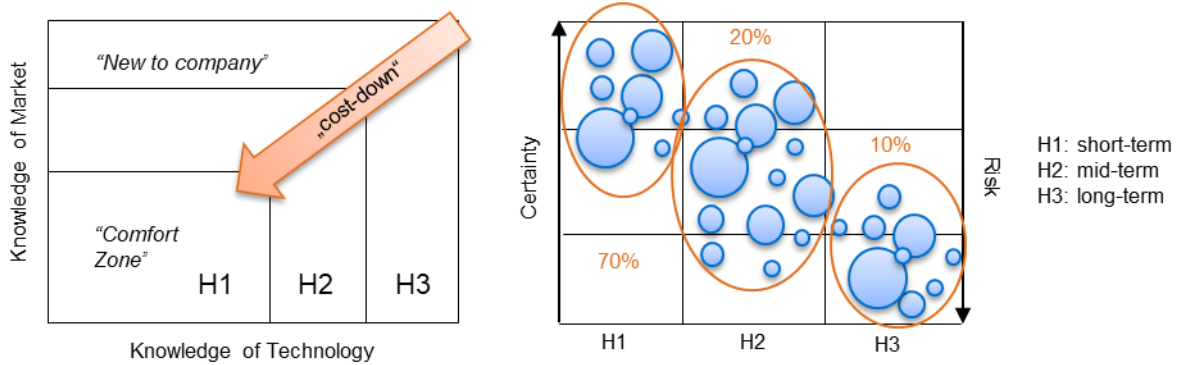 Knowledge of Market
“New to company”
„cost-down“
“Comfort
Zone”
H1
H2
H3
Knowledge of Technology
Certainty
20%
10%
70%
Risk
H1
H2
H3
H1: short-term
H2: mid-term
H3: long-term